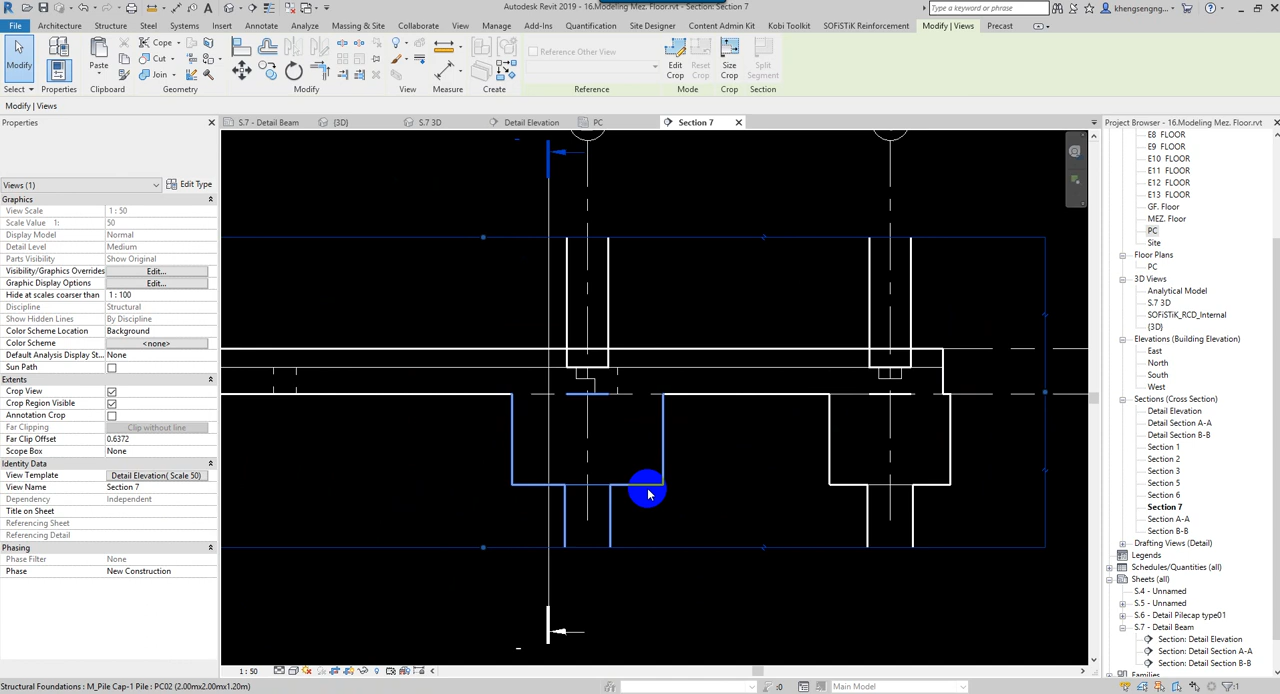 Autodesk Revit 2019 - 16.Modeling Mez. Floor.rvt - Section: Section 7
Type a keyword or phrase
khengsengng...
File Architecture Structure Steel Systems Insert Annotate Analyze Massing & Site Collaborate View Manage Add-Ins Quantification Site Designer Content Admin Kit Kobi Toolkit SOFiSTiK Reinforcement Modify | Views Precast
Modify
Paste
Cope
Cut
Join
Reference Other View
Edit Crop
Reset Crop
Size Crop
Split Segment
Select Properties Clipboard Geometry Modify View Measure Create Reference Mode Crop Section
Modify | Views
Properties
S.7 - Detail Beam {3D} S.7 3D Detail Elevation PC Section 7
Project Browser - 16.Modeling Mez. Floor.rvt
Views (1) Edit Type
Graphics
View Scale 1 : 50
Scale Value 1: 50
Display Model Normal
Detail Level Medium
Parts Visibility Show Original
Visibility/Graphics Overrides Edit...
Graphic Display Options Edit...
Hide at scales coarser than 1 : 100
Discipline Structural
Show Hidden Lines By Discipline
Color Scheme Location Background
Color Scheme <none>
Default Analysis Display St... None
Sun Path
Extents
Crop View
Crop Region Visible
Annotation Crop
Far Clipping Clip without line
Far Clip Offset 0.6372
Scope Box None
Identity Data
View Template Detail Elevation( Scale 50)
View Name Section 7
Dependency Independent
Title on Sheet
Referencing Sheet
Referencing Detail
Phasing
Phase Filter None
Phase New Construction
E8 FLOOR
E9 FLOOR
E10 FLOOR
E11 FLOOR
E12 FLOOR
E13 FLOOR
GF. Floor
MEZ. Floor
PC
Site
Floor Plans
PC
3D Views
Analytical Model
S.7 3D
SOFiSTiK_RCD_Internal
{3D}
Elevations (Building Elevation)
East
North
South
West
Sections (Cross Section)
Detail Elevation
Detail Section A-A
Detail Section B-B
Section 1
Section 2
Section 3
Section 5
Section 6
Section 7
Section A-A
Section B-B
Drafting Views (Detail)
Legends
Schedules/Quantities (all)
Sheets (all)
S.4 - Unnamed
S.5 - Unnamed
S.6 - Detail Pilecap type01
S.7 - Detail Beam
Section: Detail Elevation
Section: Detail Section A-A
Section: Detail Section B-B
Families
1 : 50
Structural Foundations : M_Pile Cap-1 Pile : PC02 (2.00mx2.00mx1.20m)
:0
Main Model
:1